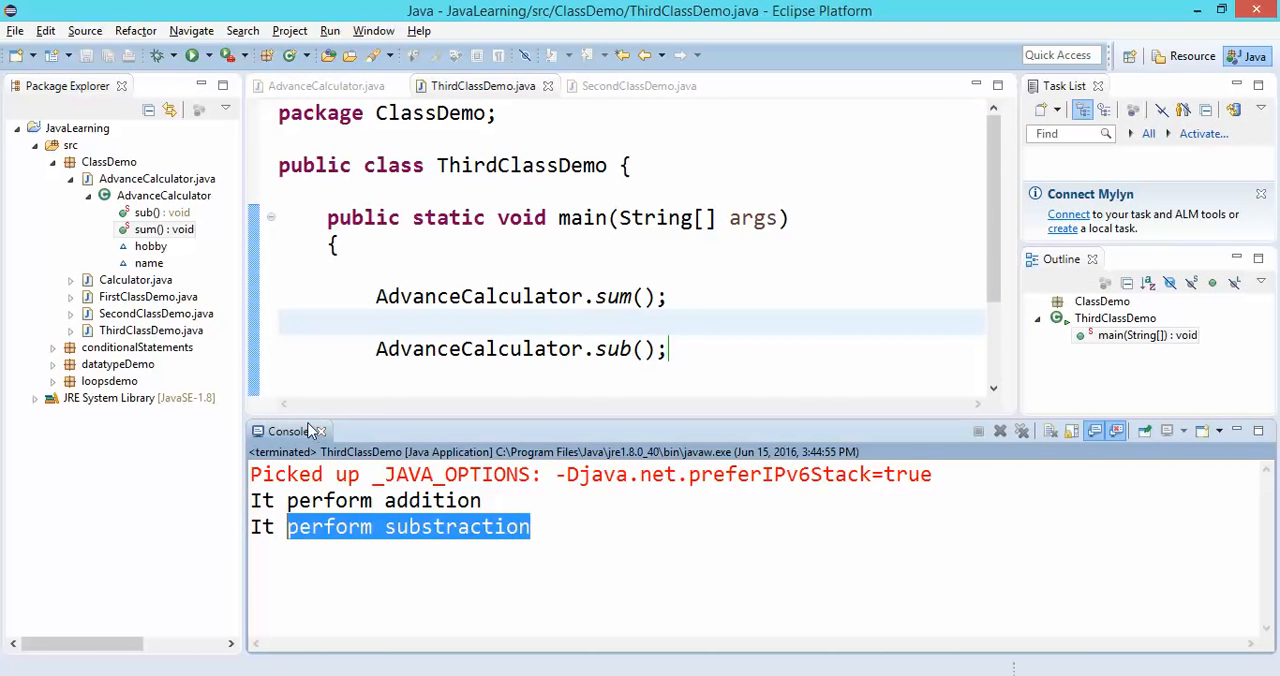 Java - JavaLearning/src/ClassDemo/ThirdClassDemo.java - Eclipse Platform
File Edit Source Refactor Navigate Search Project Run Window Help
Quick Access
Resource
Java
Package Explorer
JavaLearning
src
ClassDemo
AdvanceCalculator.java
AdvanceCalculator
sub() : void
sum() : void
hobby
name
Calculator.java
FirstClassDemo.java
SecondClassDemo.java
ThirdClassDemo.java
conditionalStatements
datatypeDemo
loopsdemo
JRE System Library [JavaSE-1.8]
AdvanceCalculator.java
ThirdClassDemo.java
SecondClassDemo.java
package ClassDemo;
public class ThirdClassDemo {
public static void main(String[] args)
{
AdvanceCalculator.sum();
AdvanceCalculator.sub();
Task List
Find
All
Activate...
Connect Mylyn
Connect to your task and ALM tools or
create a local task.
Outline
ClassDemo
ThirdClassDemo
main(String[]) : void
Console
<terminated> ThirdClassDemo [Java Application] C:\Program Files\Java\jre1.8.0_40\bin\javaw.exe (Jun 15, 2016, 3:44:55 PM)
Picked up _JAVA_OPTIONS: -Djava.net.preferIPv6Stack=true
It perform addition
It perform substraction